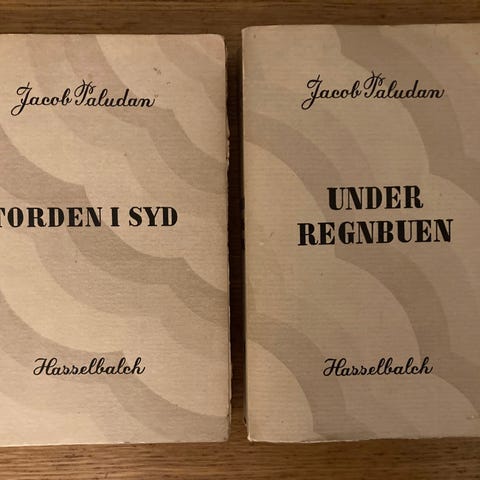 Jacob Paludan
TORDEN I SYD
Hasselbalch
Jacob Paludan
UNDER
REGNBUEN
Hasselbalch